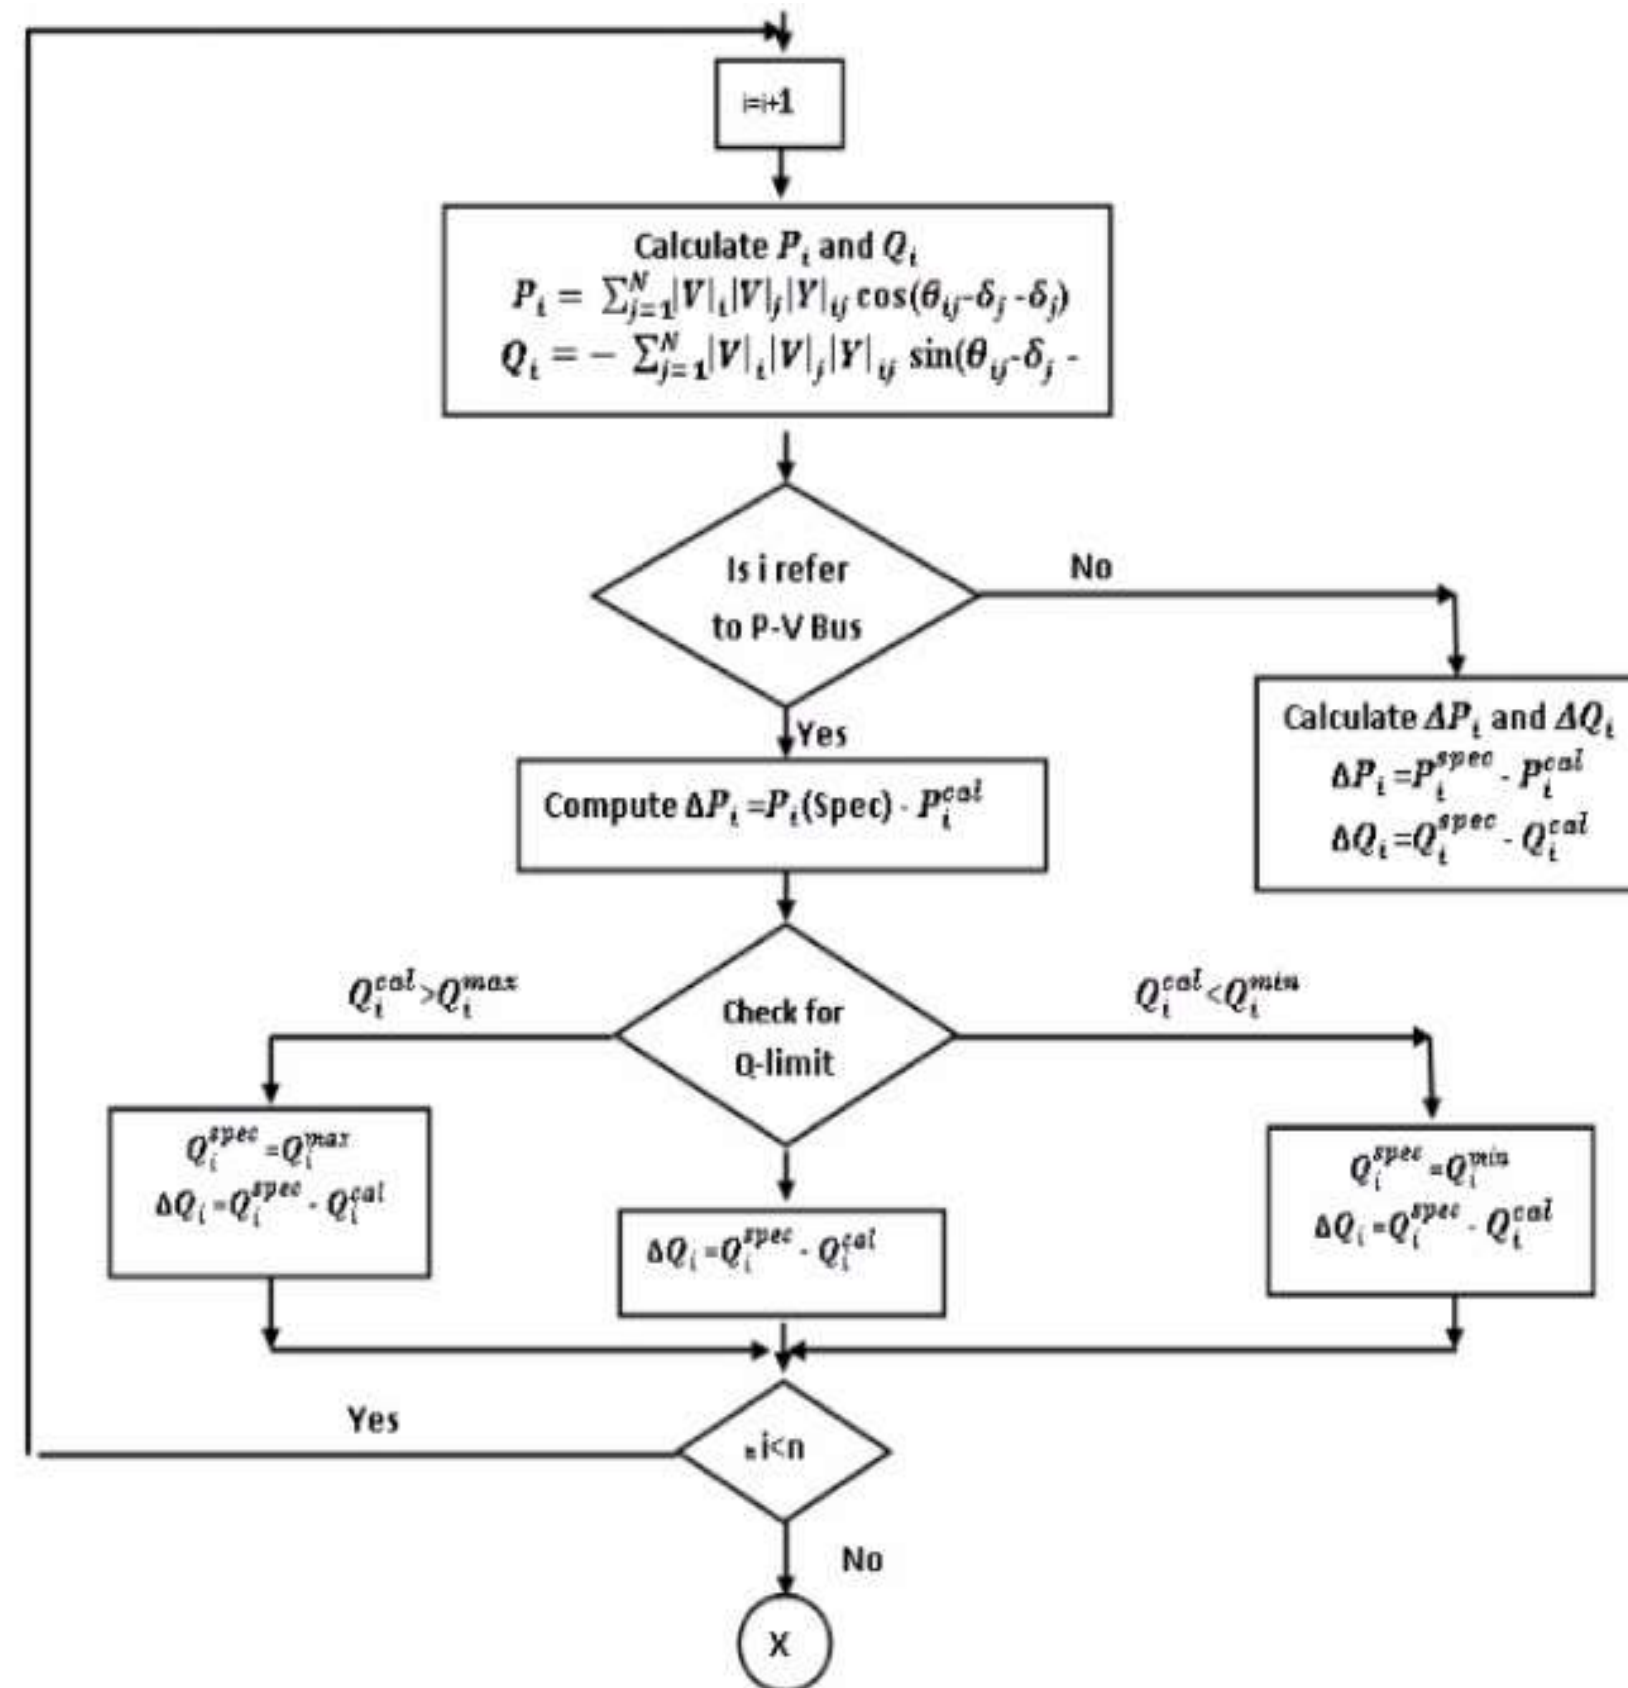 i=i+1
Calculate P_i and Q_i
P_i = ∑_{j=1}^{N}|V|_i|V|_j|Y|_ij cos(θ_ij-δ_j -δ_j)
Q_i = - ∑_{j=1}^{N}|V|_i|V|_j|Y|_ij sin(θ_ij-δ_j -
Is i refer
to P-V Bus
No
Yes
Calculate ΔP_i and ΔQ_i
ΔP_i =P_i^spec - P_i^cal
ΔQ_i =Q_i^spec - Q_i^cal
Compute ΔP_i =P_i(Spec) - P_i^cal
Q_i^cal>Q_i^max
Check for
Q-limit
Q_i^cal<Q_i^min
Q_i^spec =Q_i^max
ΔQ_i =Q_i^spec - Q_i^cal
ΔQ_i =Q_i^spec - Q_i^cal
Q_i^spec =Q_i^min
ΔQ_i =Q_i^spec - Q_i^cal
Yes
i<n
No
X